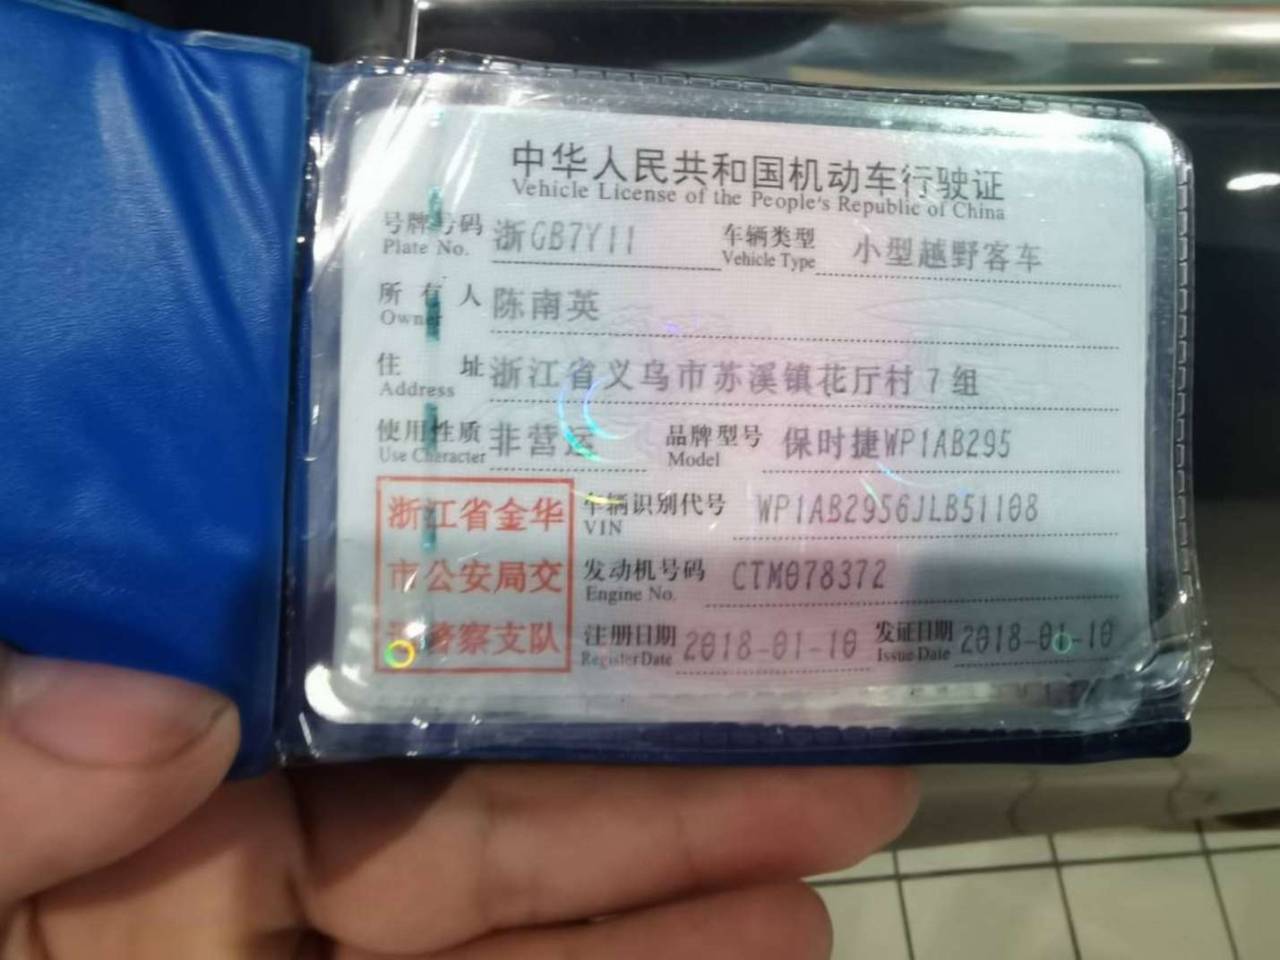 中华人民共和国机动车行驶证
Vehicle License of the People's Republic of China
号牌号码 浙GB7Y11 车辆类型 小型越野客车
Plate No. Vehicle Type
所有人 陈南英
Owner
住址 浙江省义乌市苏溪镇花厅村7组
Address
使用性质 非营运 品牌型号 保时捷WP1AB295
Use Character Model
浙江省金华 车辆识别代号 WP1AB2956JLB51108
VIN
市公安局交 发动机号码 CTM078372
Engine No.
警察支队 注册日期 2018-01-10 发证日期 2018-01-10
Register Date Issue Date